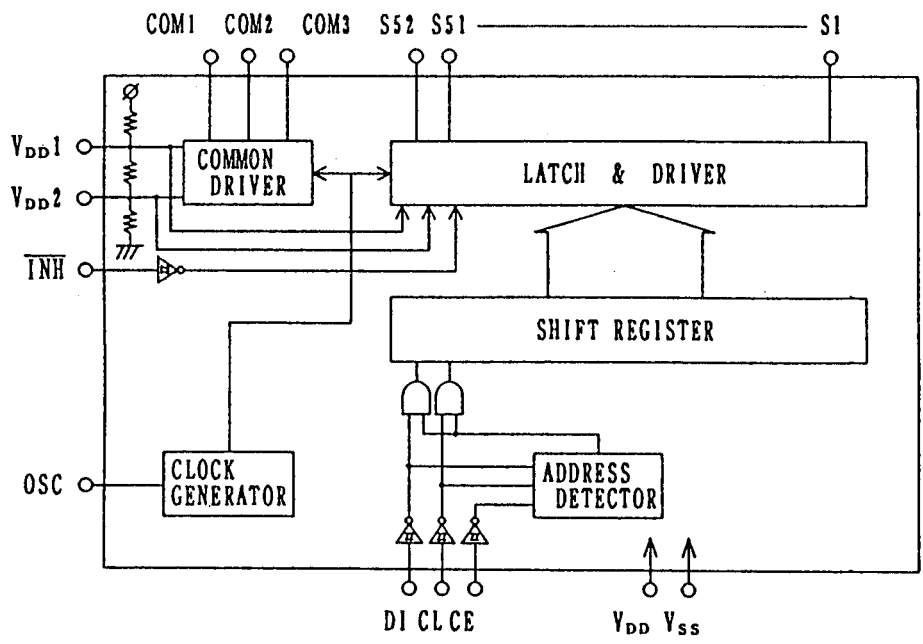 COM1 COM2 COM3 S52 S51 S1
VDD1
COMMON
DRIVER
LATCH & DRIVER
VDD2
INH
SHIFT REGISTER
OSC
CLOCK
GENERATOR
ADDRESS
DETECTOR
DI CL CE VDD VSS